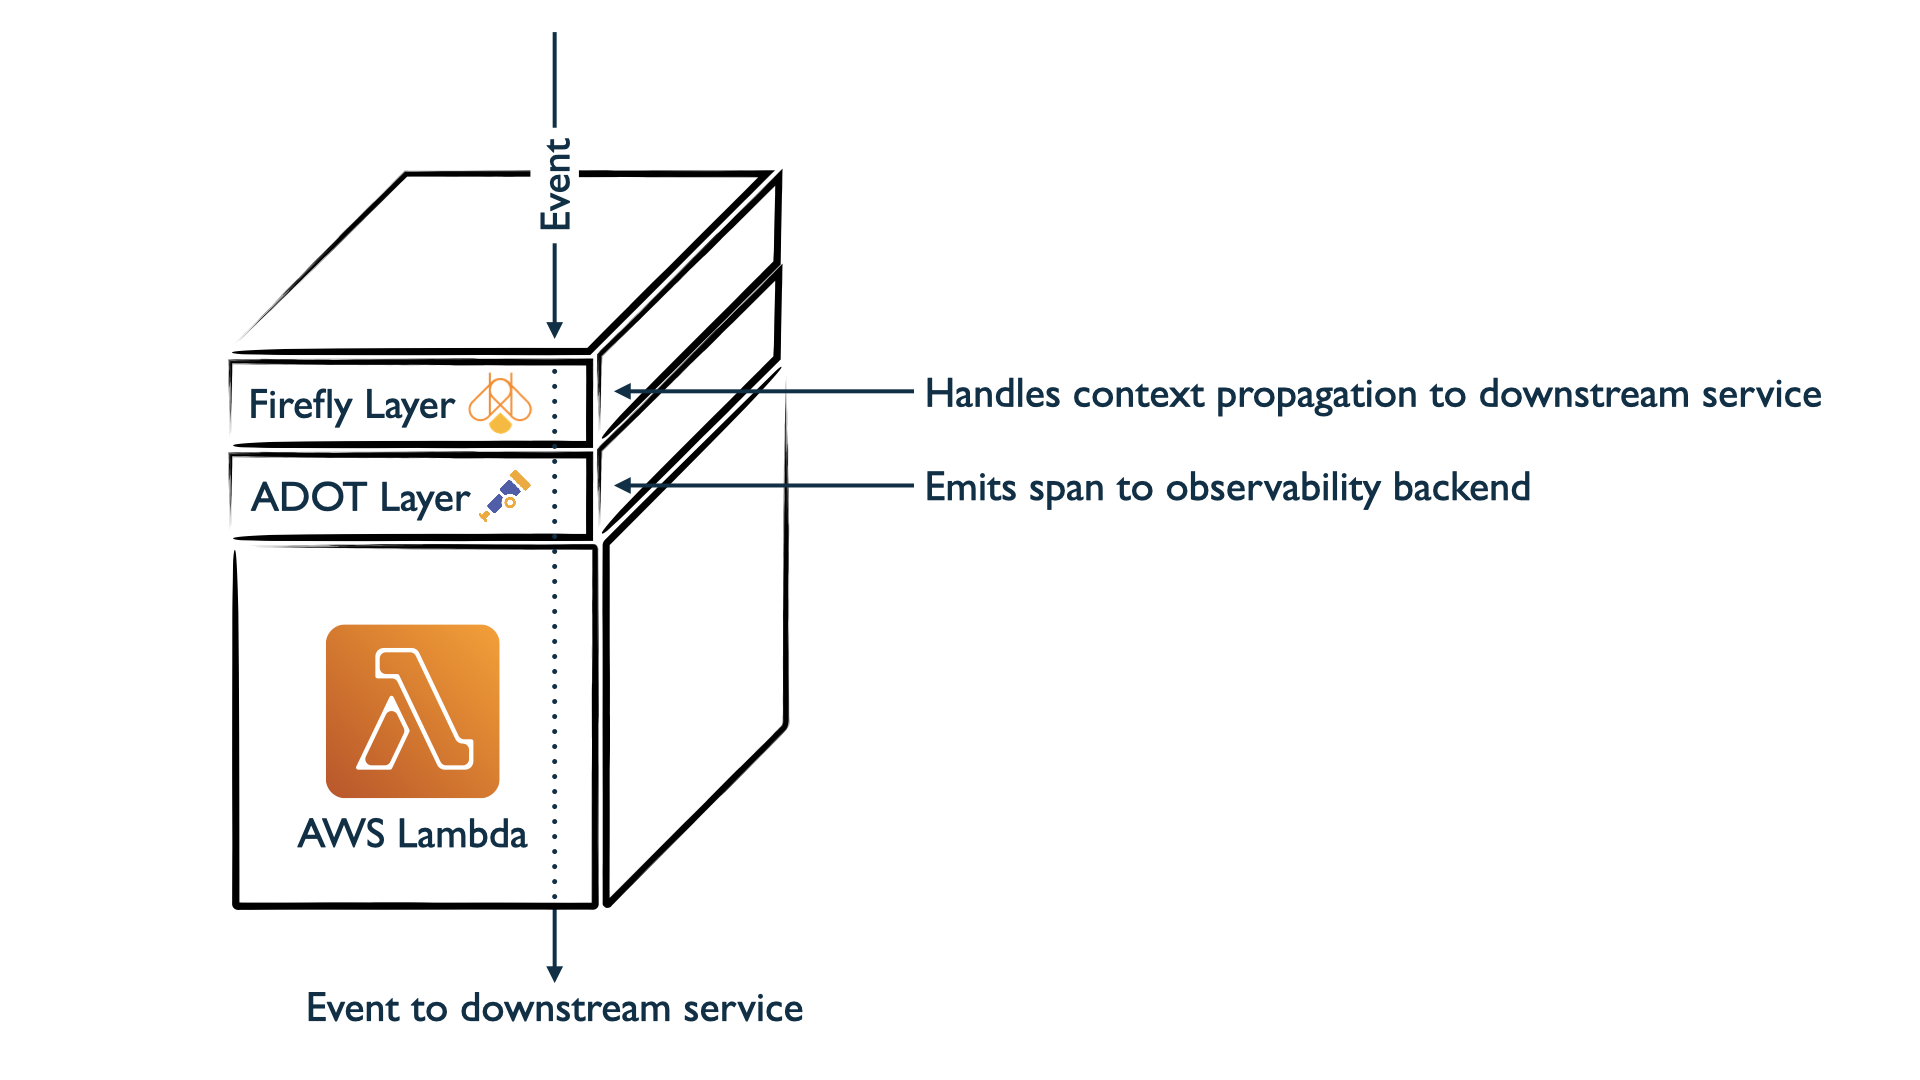 Event
Firefly Layer
Handles context propagation to downstream service
ADOT Layer
Emits span to observability backend
AWS Lambda
Event to downstream service